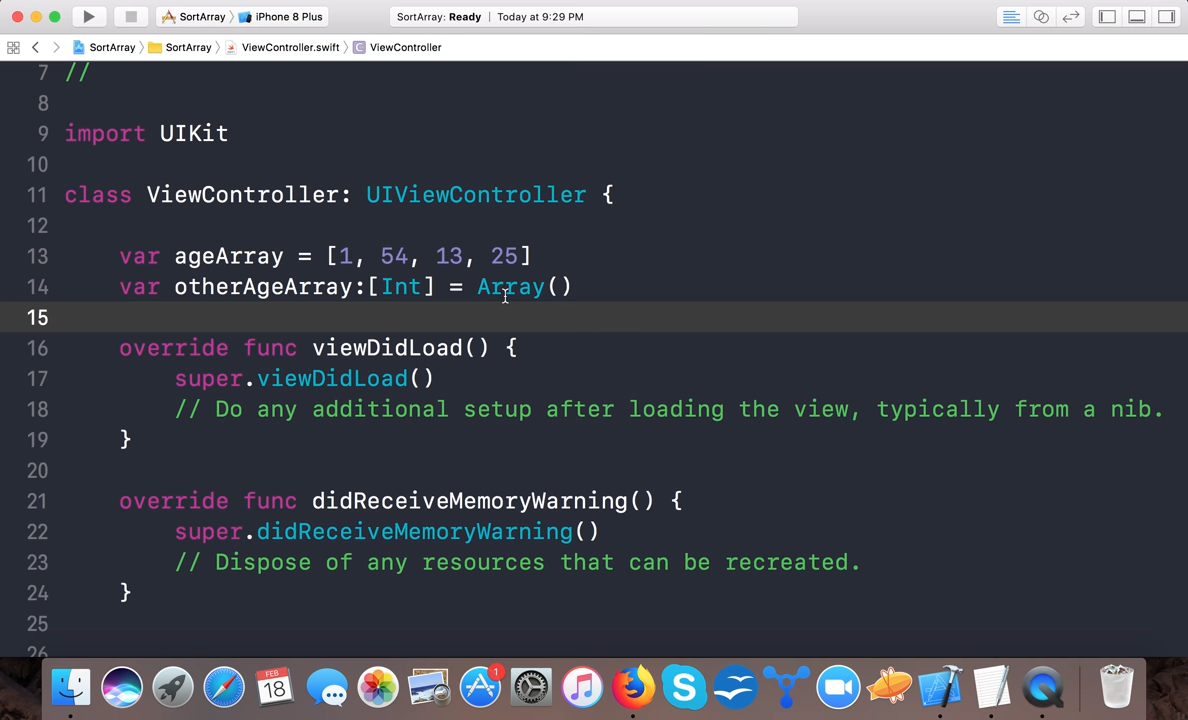 SortArray iPhone 8 Plus SortArray: Ready Today at 9:29 PM
SortArray SortArray ViewController.swift C ViewController
7 //
8
9 import UIKit
10
11 class ViewController: UIViewController {
12
13 var ageArray = [1, 54, 13, 25]
14 var otherAgeArray:[Int] = Array()
15
16 override func viewDidLoad() {
17 super.viewDidLoad()
18 // Do any additional setup after loading the view, typically from a nib.
19 }
20
21 override func didReceiveMemoryWarning() {
22 super.didReceiveMemoryWarning()
23 // Dispose of any resources that can be recreated.
24 }
25
26
FEB
18
1
S